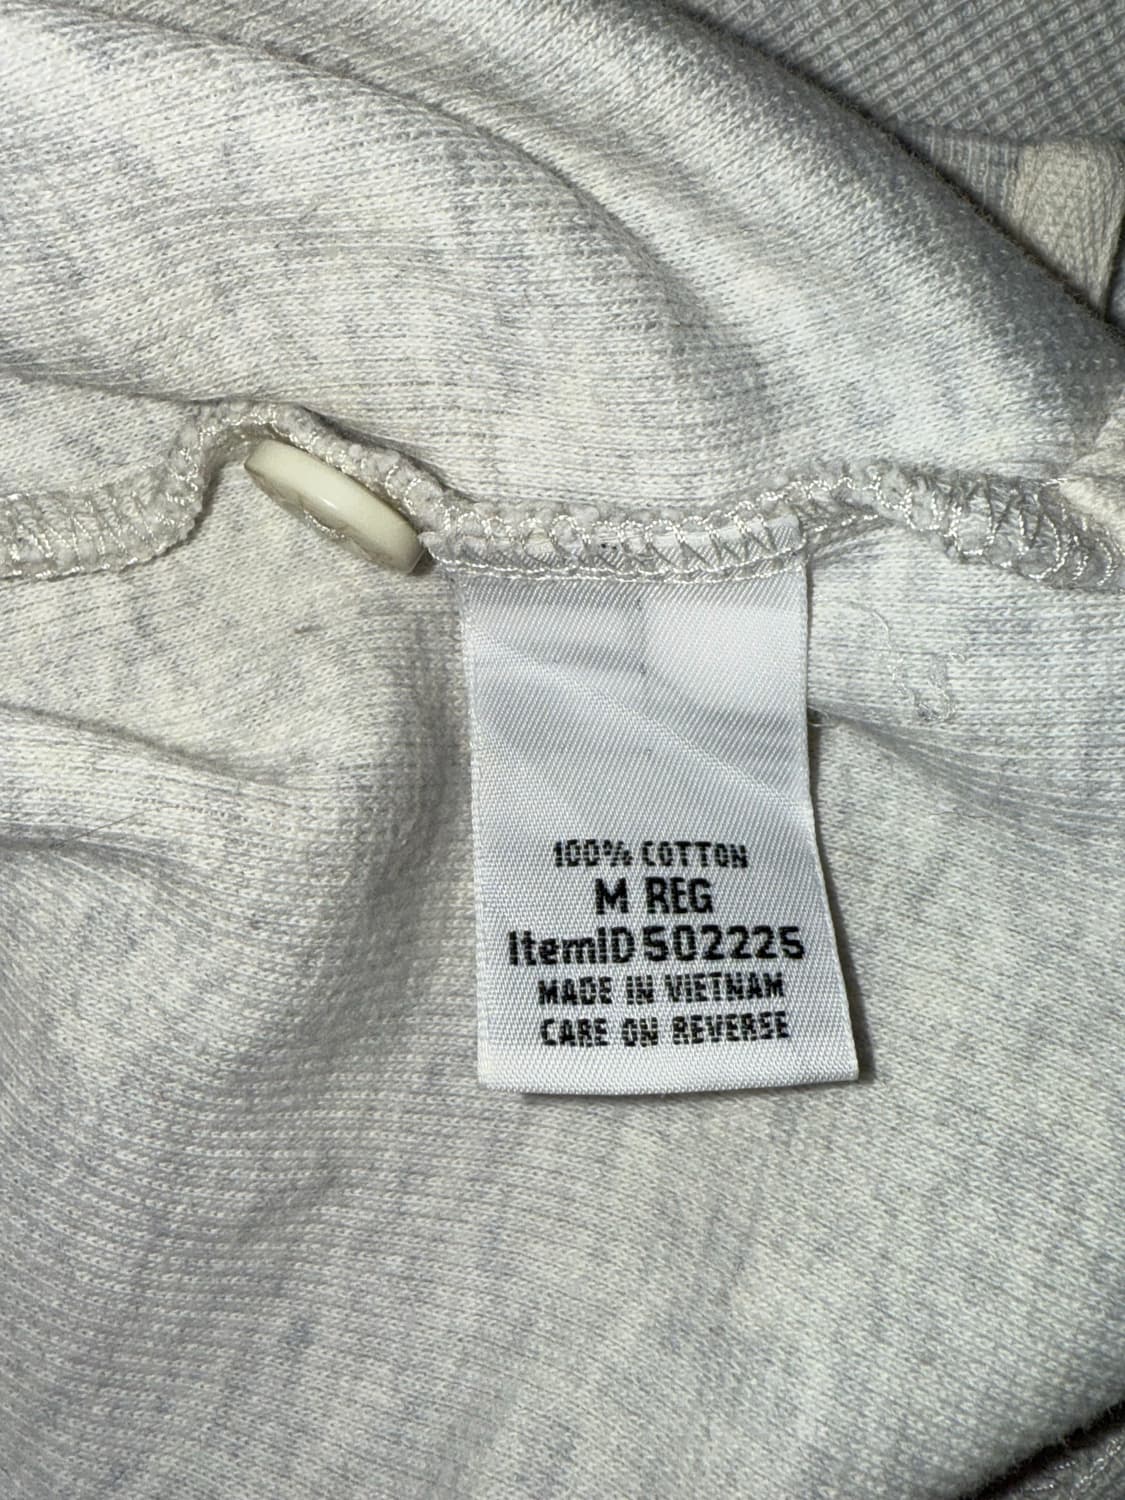 100% COTTON
M REG
ItemID 502225
MADE IN VIETNAM
CARE ON REVERSE